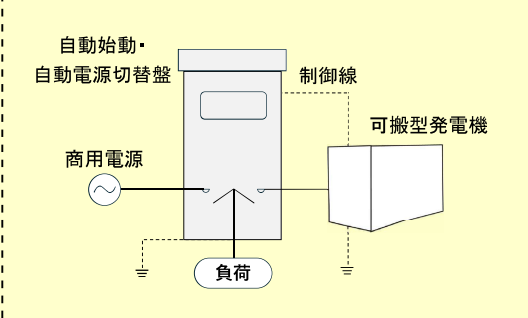 自動始動・
自動電源切替盤
制御線
可搬型発電機
商用電源
負荷